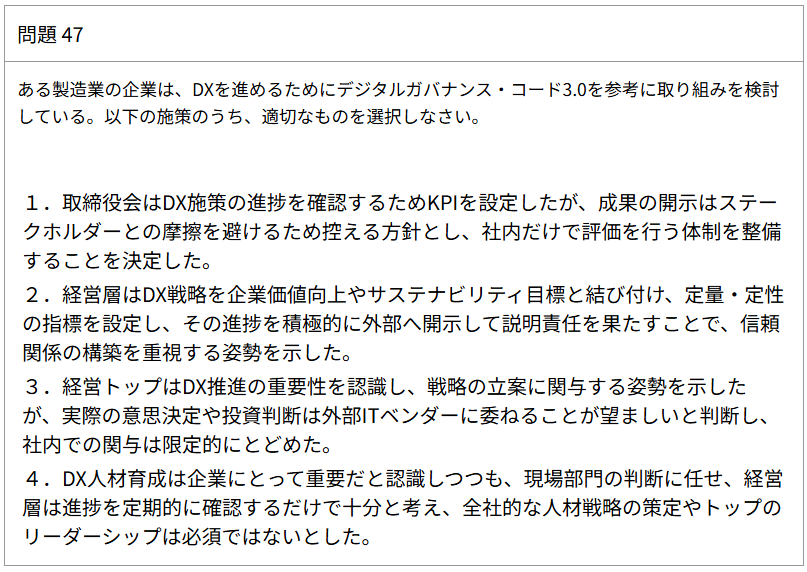 問題 47
ある製造業の企業は、DXを進めるためにデジタルガバナンス・コード3.0を参考に取り組みを検討
している。以下の施策のうち、適切なものを選択しなさい。
１．取締役会はDX施策の進捗を確認するためKPIを設定したが、成果の開示はステー
クホルダーとの摩擦を避けるため控える方針とし、社内だけで評価を行う体制を整備
することを決定した。
２．経営層はDX戦略を企業価値向上やサステナビリティ目標と結び付け、定量・定性
の指標を設定し、その進捗を積極的に外部へ開示して説明責任を果たすことで、信頼
関係の構築を重視する姿勢を示した。
３．経営トップはDX推進の重要性を認識し、戦略の立案に関与する姿勢を示した
が、実際の意思決定や投資判断は外部ITベンダーに委ねることが望ましいと判断し、
社内での関与は限定的にとどめた。
４．DX人材育成は企業にとって重要だと認識しつつも、現場部門の判断に任せ、経営
層は進捗を定期的に確認するだけで十分と考え、全社的な人材戦略の策定やトップの
リーダーシップは必須ではないとした。